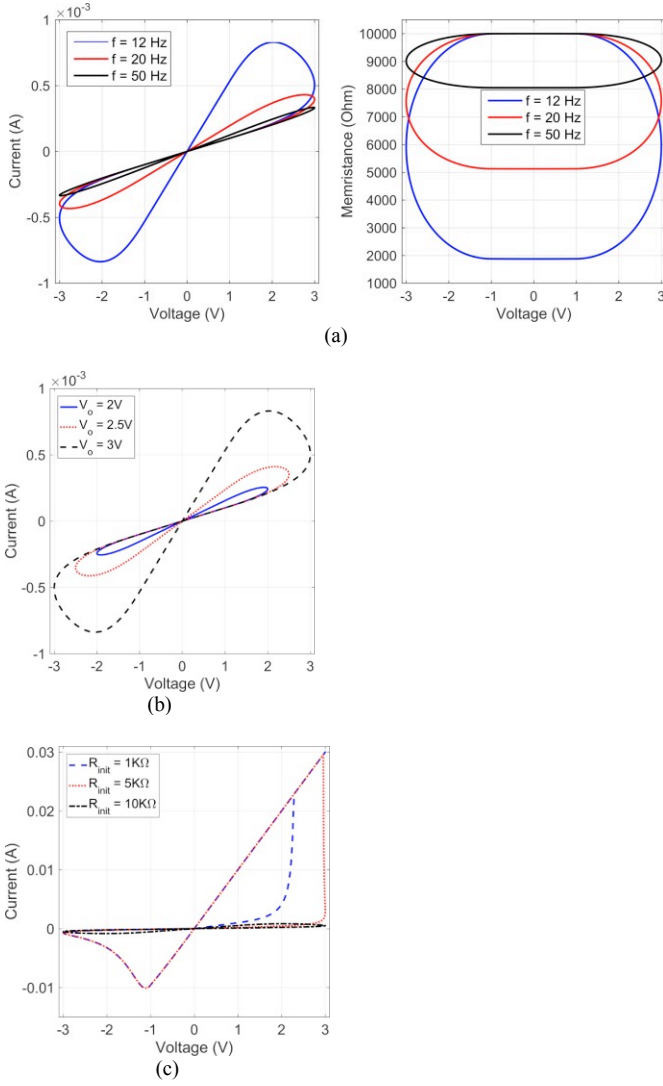 1 ×10⁻³
f = 12 Hz
f = 20 Hz
f = 50 Hz
0.5
0
-0.5
-1
-3 -2 -1 0 1 2 3
Voltage (V)
Current (A)
10000
9000
8000
7000
6000
5000
4000
3000
2000
1000
f = 12 Hz
f = 20 Hz
f = 50 Hz
-3 -2 -1 0 1 2 3
Voltage (V)
Memristance (Ohm)
(a)
1 ×10⁻³
V_o = 2V
V_o = 2.5V
V_o = 3V
0.5
0
-0.5
-1
-3 -2 -1 0 1 2 3
Voltage (V)
Current (A)
(b)
0.03
R_init = 1KΩ
R_init = 5KΩ
R_init = 10KΩ
0.02
0.01
0
-0.01
-3 -2 -1 0 1 2 3
Voltage (V)
Current (A)
(c)